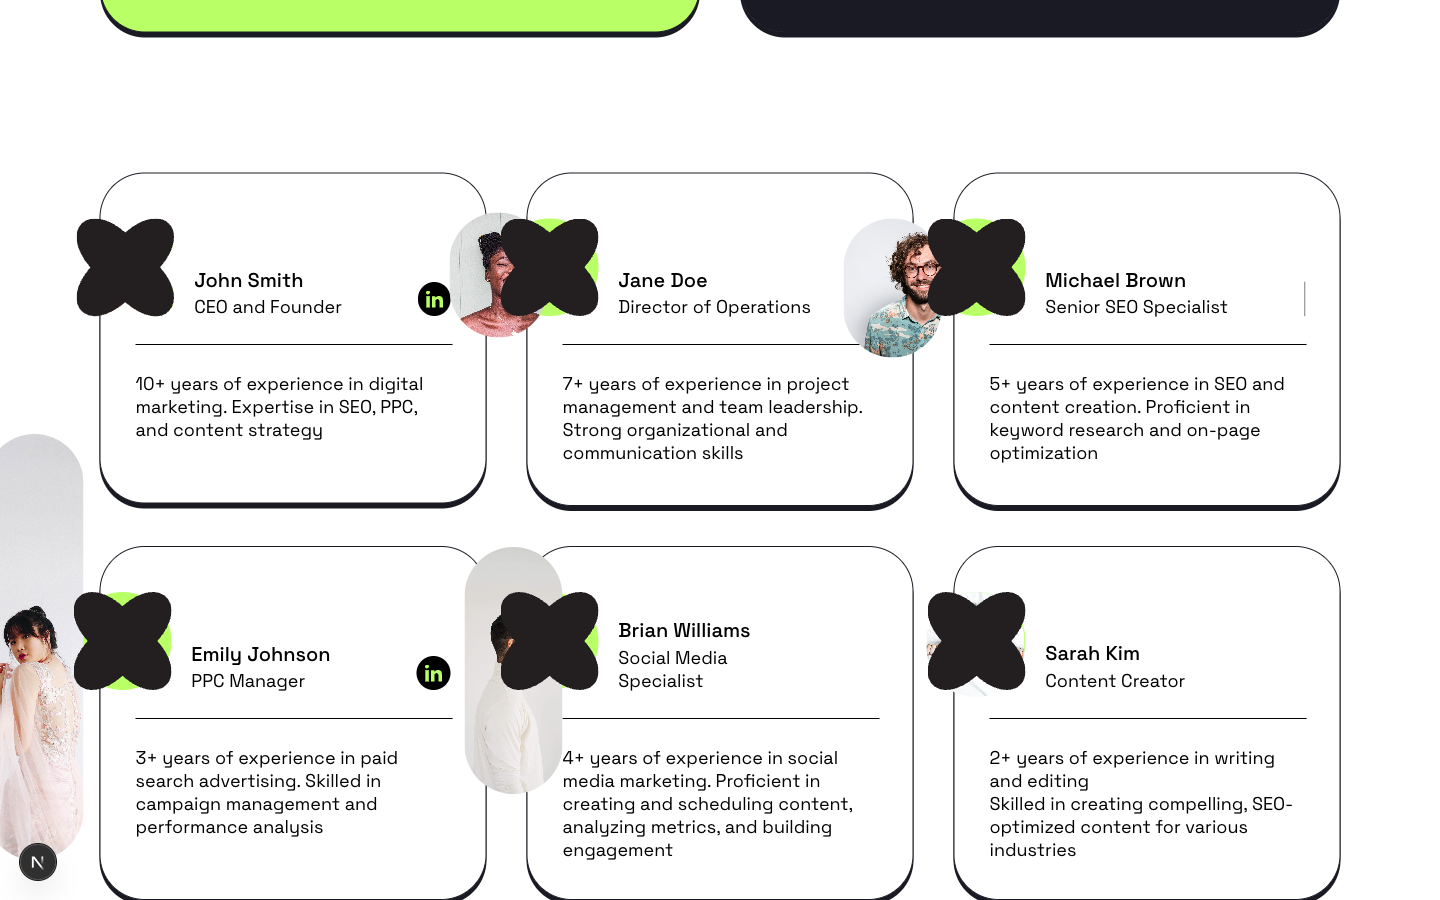 John Smith
CEO and Founder
in
10+ years of experience in digital
marketing. Expertise in SEO, PPC,
and content strategy
Jane Doe
Director of Operations
7+ years of experience in project
management and team leadership.
Strong organizational and
communication skills
Michael Brown
Senior SEO Specialist
5+ years of experience in SEO and
content creation. Proficient in
keyword research and on-page
optimization
Emily Johnson
PPC Manager
in
3+ years of experience in paid
search advertising. Skilled in
campaign management and
performance analysis
Brian Williams
Social Media
Specialist
4+ years of experience in social
media marketing. Proficient in
creating and scheduling content,
analyzing metrics, and building
engagement
Sarah Kim
Content Creator
2+ years of experience in writing
and editing
Skilled in creating compelling, SEO-
optimized content for various
industries
N